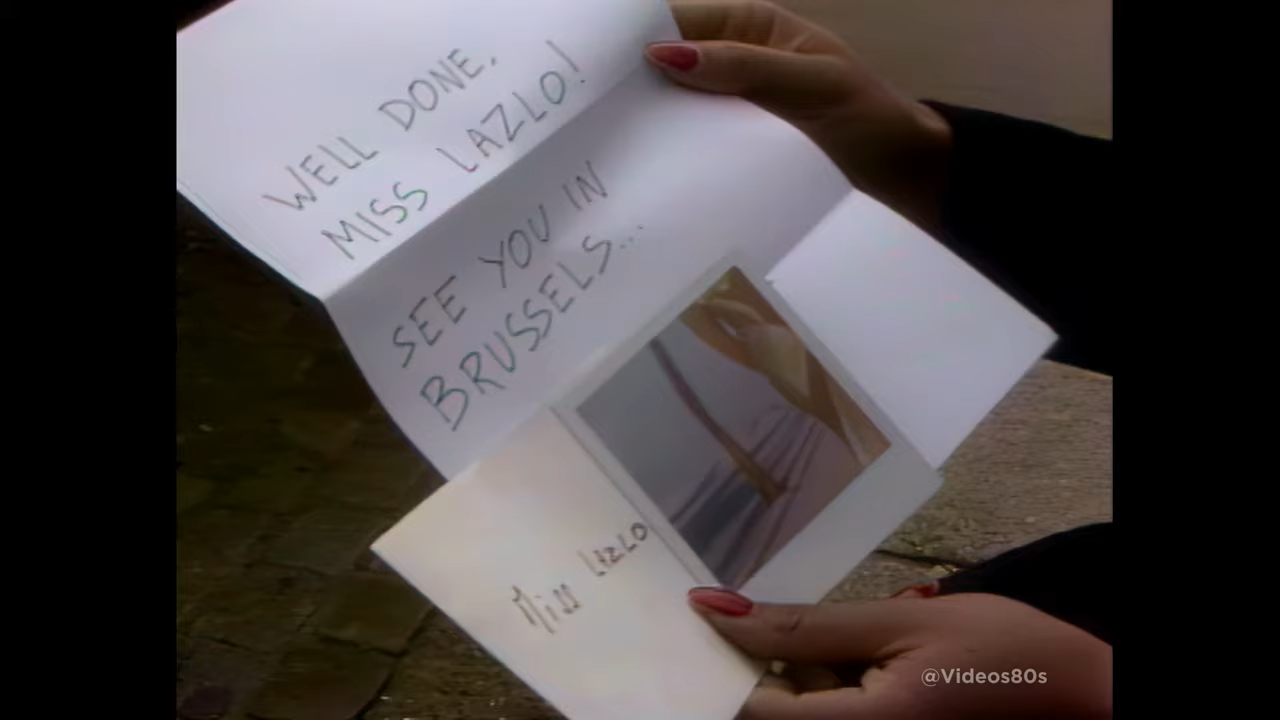 WELL DONE,
MISS LAZLO!
SEE YOU IN
BRUSSELS...
Miss LAZLO
@Videos80s